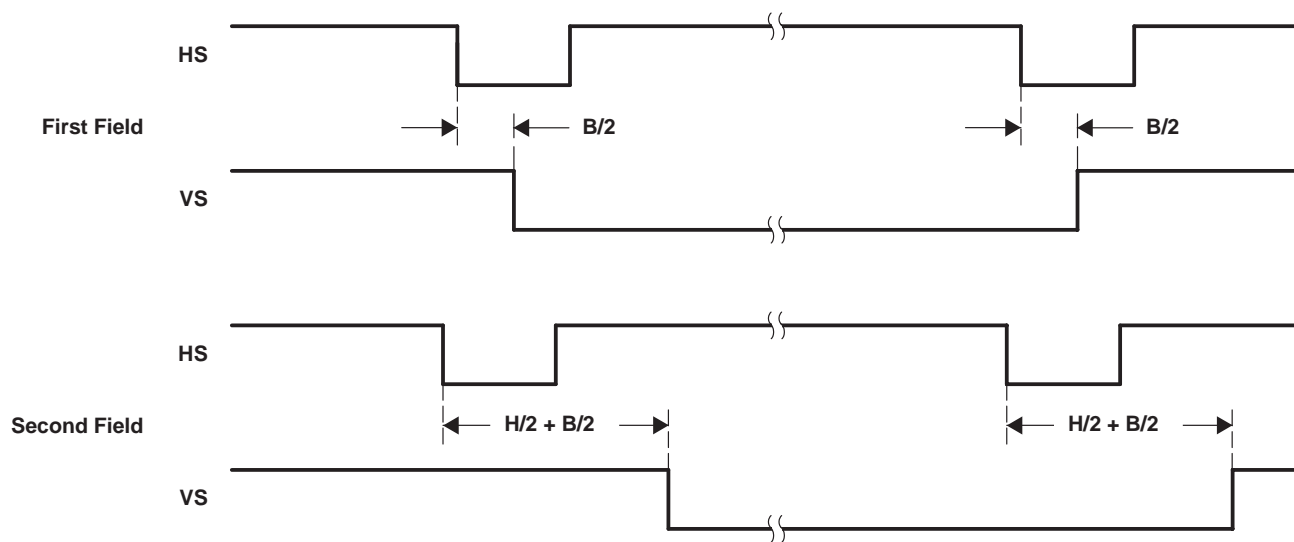 HS
First Field
B/2
B/2
VS
HS
Second Field
H/2 + B/2
H/2 + B/2
VS